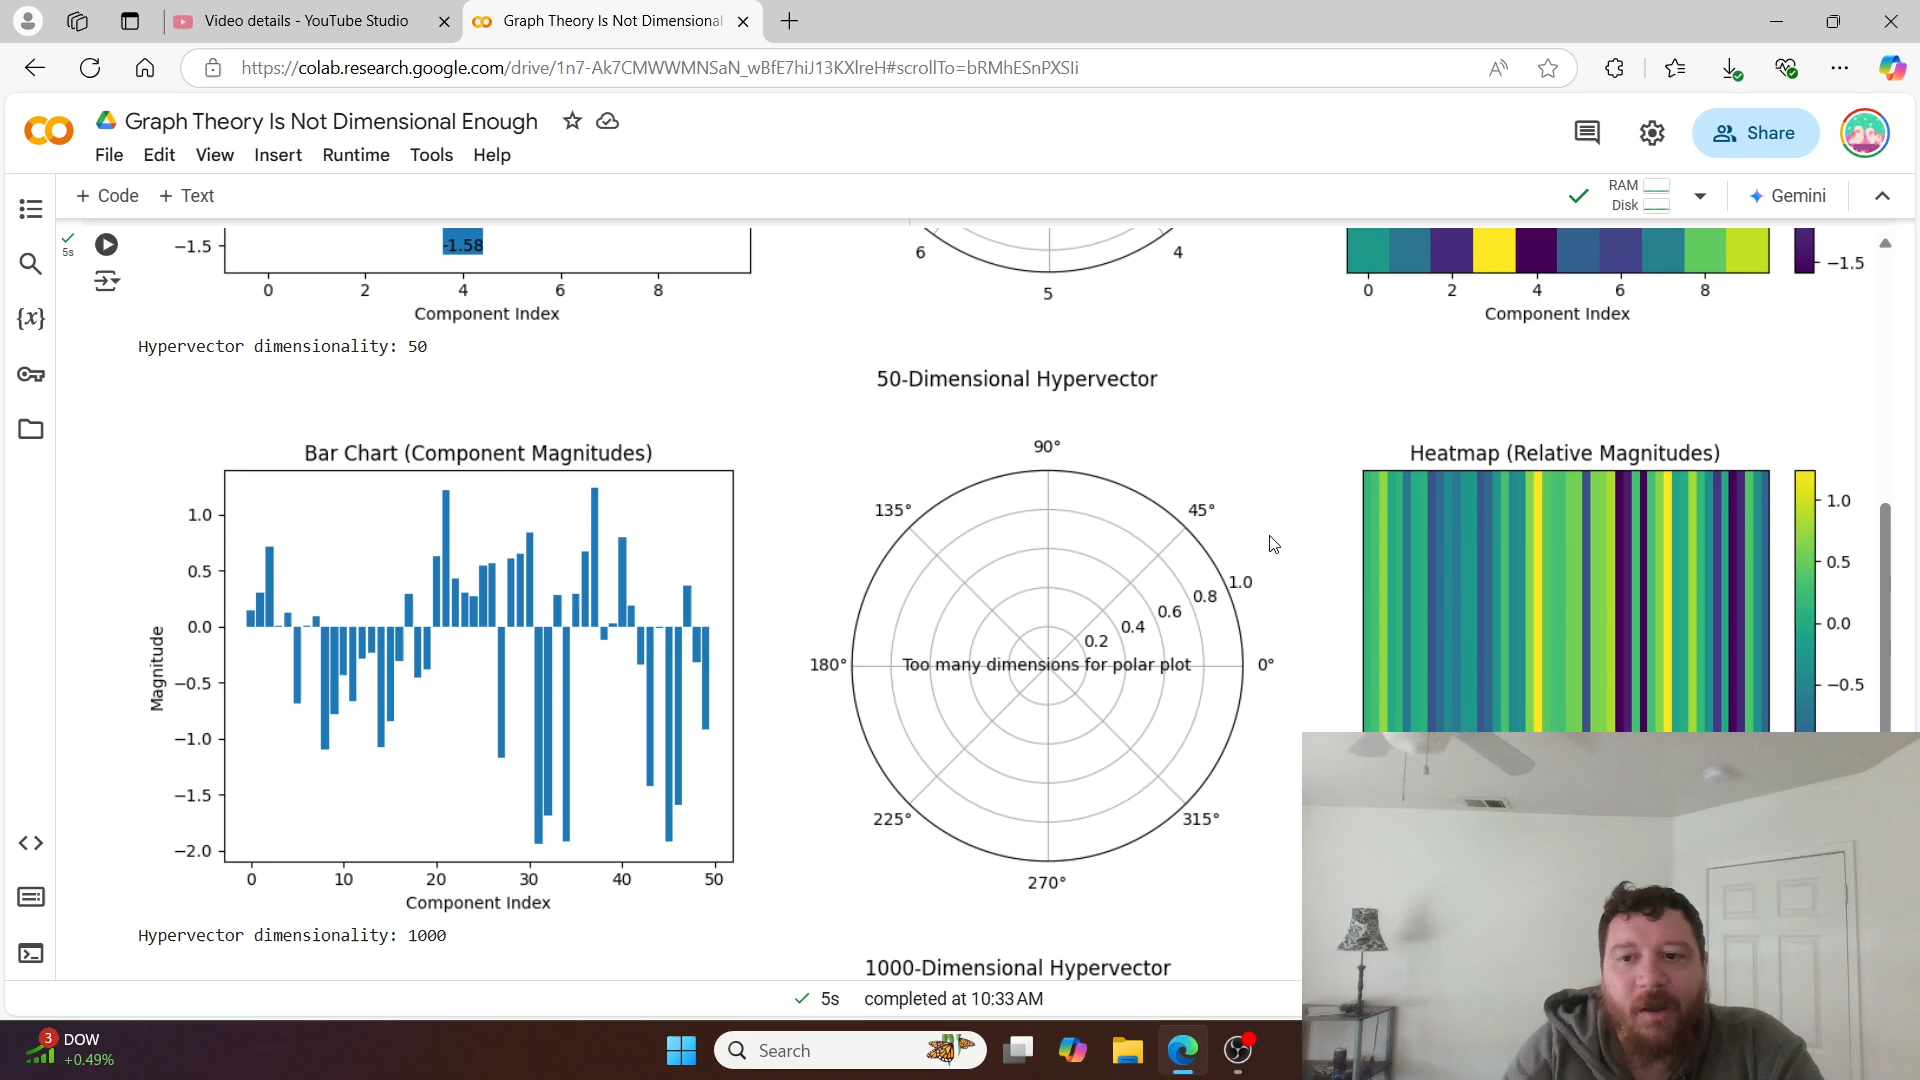 Video details - YouTube Studio
Graph Theory Is Not Dimensional
https://colab.research.google.com/drive/1n7-Ak7CMWWMNSaN_wBfE7hiJ13KXlreH#scrollTo=bRMhESnPXSIi
Graph Theory Is Not Dimensional Enough
File Edit View Insert Runtime Tools Help
Share
+ Code + Text
RAM
Disk
Gemini
5s
−1.5
-1.58
0 2 4 6 8
Component Index
6 4
5
−1.5
0 2 4 6 8
Component Index
Hypervector dimensionality: 50
50-Dimensional Hypervector
Bar Chart (Component Magnitudes)
1.0
0.5
0.0
−0.5
−1.0
−1.5
−2.0
Magnitude
0 10 20 30 40 50
Component Index
90°
135° 45°
1.0
0.8
0.6
0.4
0.2
180° Too many dimensions for polar plot 0°
225° 315°
270°
Heatmap (Relative Magnitudes)
1.0
0.5
0.0
−0.5
Hypervector dimensionality: 1000
1000-Dimensional Hypervector
5s completed at 10:33 AM
3
DOW
+0.49%
Search